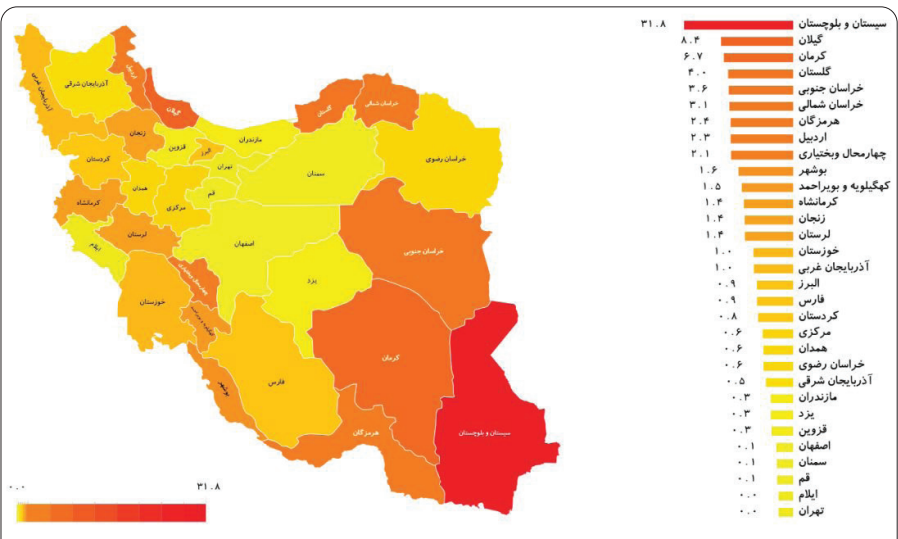 سیستان و بلوچستان ۳۱.۸
گیلان ۸.۴
کرمان ۶.۷
گلستان ۴.۰
خراسان جنوبی ۳.۶
خراسان شمالی ۳.۱
هرمزگان ۲.۴
اردبیل ۲.۳
چهارمحال وبختیاری ۲.۱
بوشهر ۱.۶
کهگیلویه و بویراحمد ۱.۵
کرمانشاه ۱.۴
زنجان ۱.۴
لرستان ۱.۴
خوزستان ۱.۰
آذربایجان غربی ۱.۰
البرز ۰.۹
فارس ۰.۹
کردستان ۰.۸
مرکزی ۰.۶
همدان ۰.۶
خراسان رضوی ۰.۶
آذربایجان شرقی ۰.۵
مازندران ۰.۳
یزد ۰.۳
قزوین ۰.۳
اصفهان ۰.۱
سمنان ۰.۱
قم ۰.۱
ایلام ۰.۰
تهران ۰.۰
آذربایجان غربی
آذربایجان شرقی
اردبیل
گیلان
زنجان
کردستان
کرمانشاه
همدان
قزوین
البرز
مازندران
تهران
گلستان
خراسان شمالی
خراسان رضوی
سمنان
قم
مرکزی
لرستان
ایلام
اصفهان
خراسان جنوبی
یزد
خوزستان
کرمان
فارس
بوشهر
هرمزگان
سیستان و بلوچستان
۰.۰
۳۱.۸